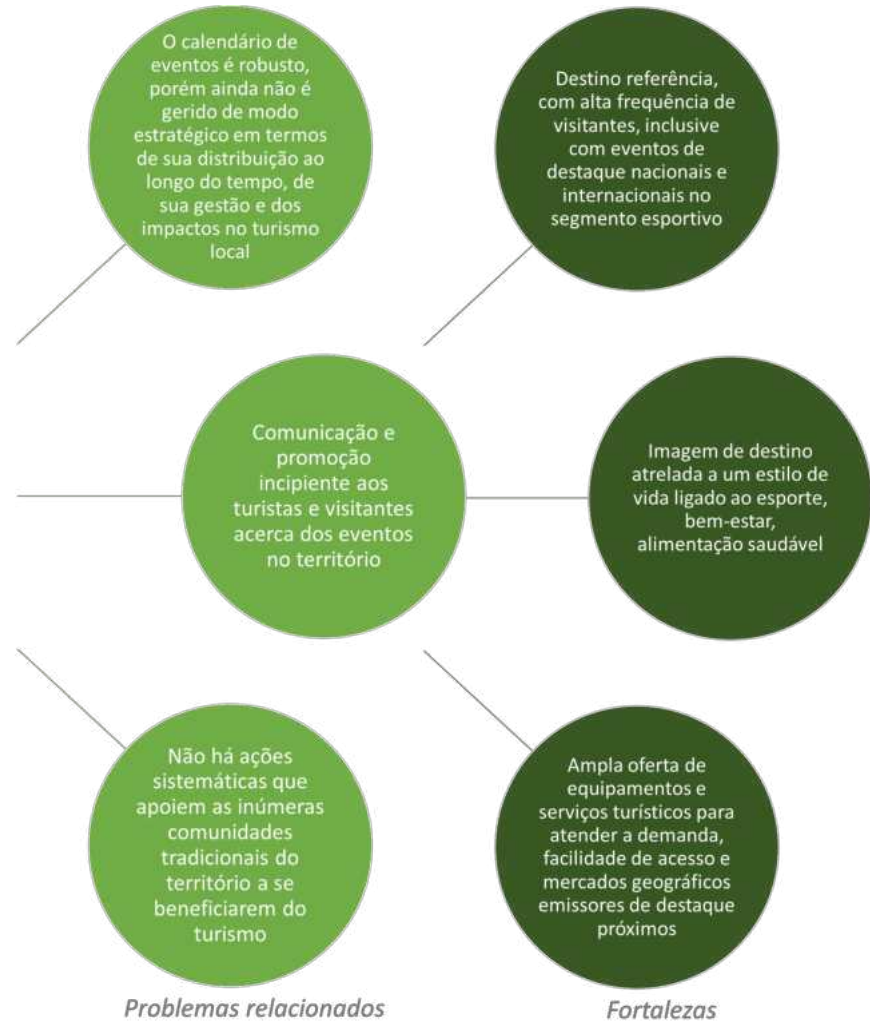 O calendário de
eventos é robusto,
porém ainda não é
gerido de modo
estratégico em termos
de sua distribuição ao
longo do tempo, de
sua gestão e dos
impactos no turismo
local
Destino referência,
com alta frequência de
visitantes, inclusive
com eventos de
destaque nacionais e
internacionais no
segmento esportivo
Comunicação e
promoção
incipiente aos
turistas e visitantes
acerca dos eventos
no território
Imagem de destino
atrelada a um estilo de
vida ligado ao esporte,
bem-estar,
alimentação saudável
Não há ações
sistemáticas que
apoiem as inúmeras
comunidades
tradicionais do
território a se
beneficiarem do
turismo
Ampla oferta de
equipamentos e
serviços turísticos para
atender a demanda,
facilidade de acesso e
mercados geográficos
emissores de destaque
próximos
Problemas relacionados
Fortalezas